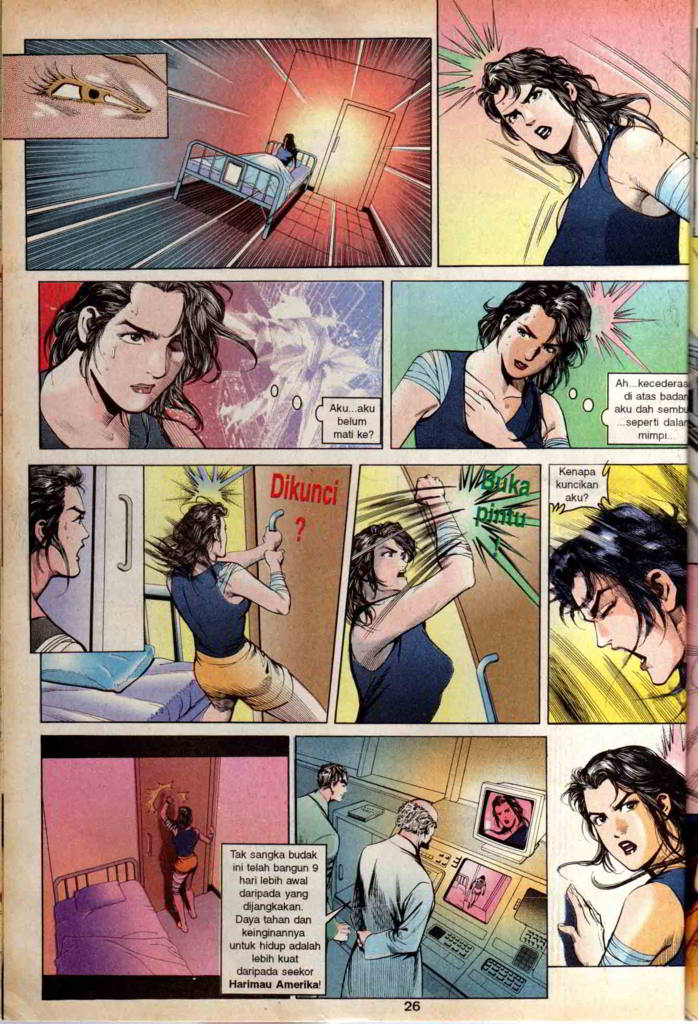 Aku...aku
belum
mati ke?
Ah...kecederaa
di atas badan
aku dah sembu
...seperti dalam
mimpi...
Dikunci
?
Buka
pintu
!
Kenapa
kuncikan
aku?
Tak sangka budak
ini telah bangun 9
hari lebih awal
daripada yang
dijangkakan.
Daya tahan dan
keinginannya
untuk hidup adalah
lebih kuat
daripada seekor
Harimau Amerika!
26